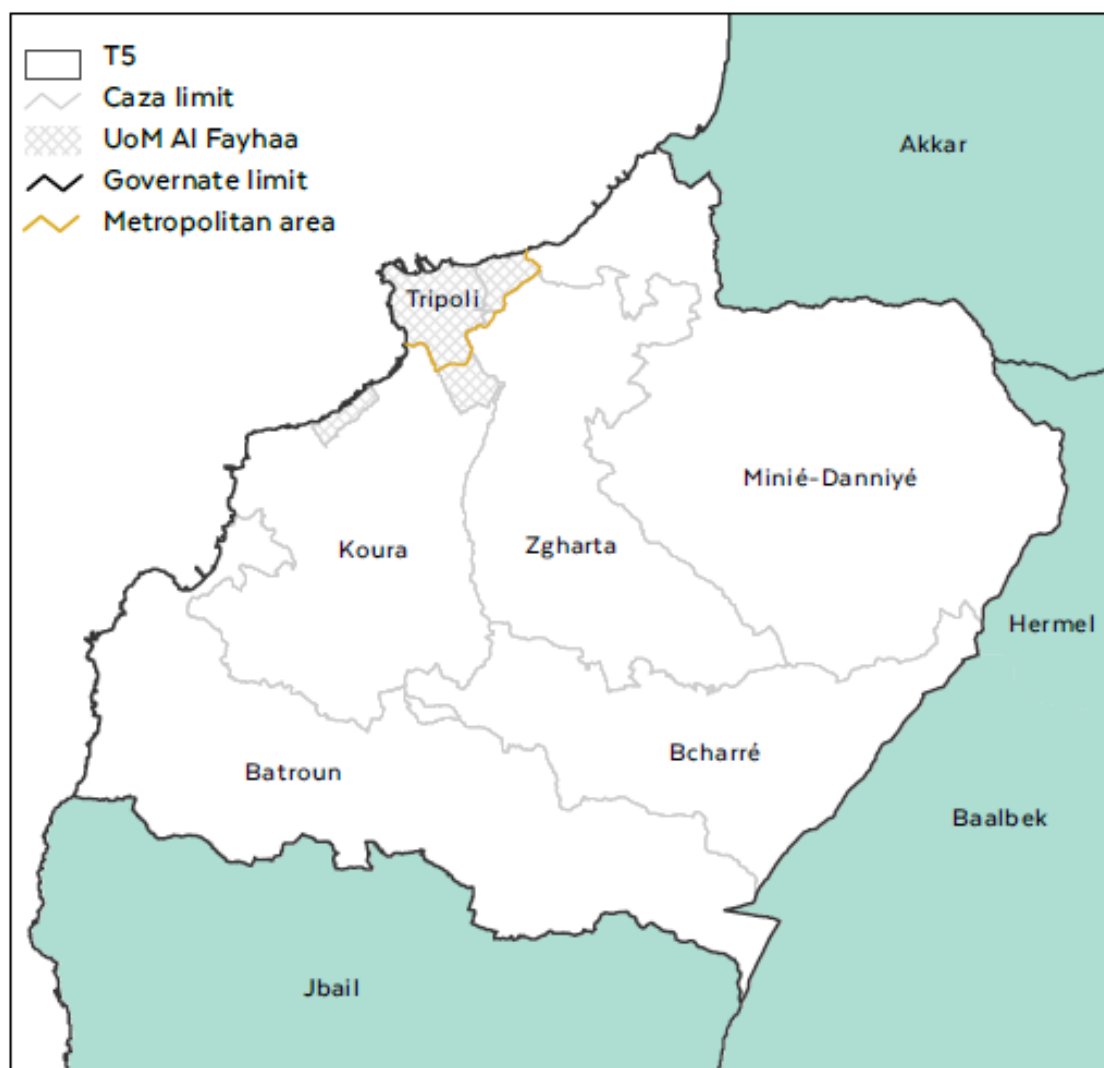 T5
Caza limit
UoM Al Fayhaa
Governate limit
Metropolitan area
Akkar
Tripoli
Minié-Danniyé
Koura
Zgharta
Hermel
Batroun
Bcharré
Baalbek
Jbail